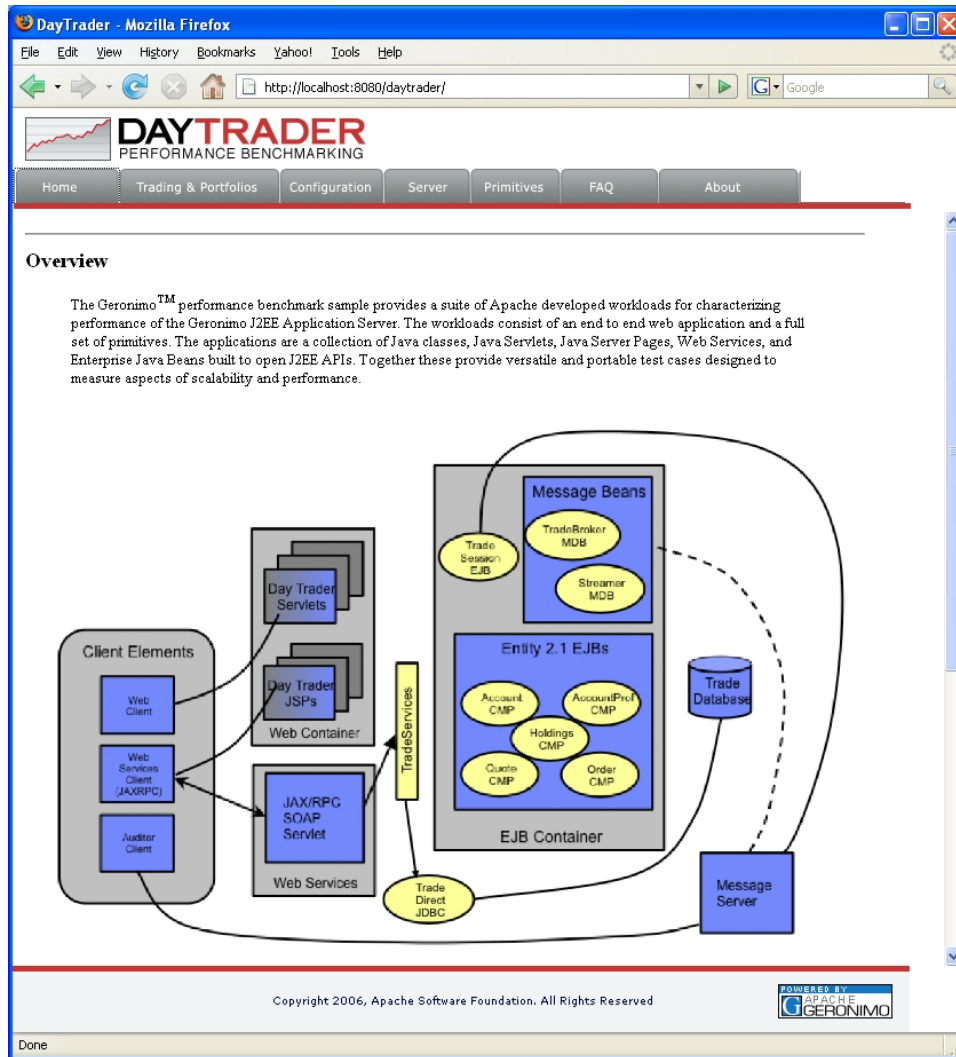 DayTrader - Mozilla Firefox
File Edit View History Bookmarks Yahoo! Tools Help
http://localhost:8080/daytrader/
G Google
DAYTRADER
PERFORMANCE BENCHMARKING
Home Trading & Portfolios Configuration Server Primitives FAQ About
Overview
The Geronimo™ performance benchmark sample provides a suite of Apache developed workloads for characterizing
performance of the Geronimo J2EE Application Server. The workloads consist of an end to end web application and a full
set of primitives. The applications are a collection of Java classes, Java Servlets, Java Server Pages, Web Services, and
Enterprise Java Beans built to open J2EE APIs. Together these provide versatile and portable test cases designed to
measure aspects of scalability and performance.
Client Elements
Web
Client
Web
Services
Client
(JAXRPC)
Auditor
Client
Day Trader
Servlets
Day Trader
JSPs
Web Container
JAX/RPC
SOAP
Servlet
Web Services
TradeServices
Trade
Direct
JDBC
Trade
Session
EJB
Message Beans
TradeBroker
MDB
Streamer
MDB
Entity 2.1 EJBs
Account
CMP
AccountProf
CMP
Holdings
CMP
Quote
CMP
Order
CMP
EJB Container
Trade
Database
Message
Server
Copyright 2006, Apache Software Foundation. All Rights Reserved
POWERED BY
APACHE
GERONIMO
Done